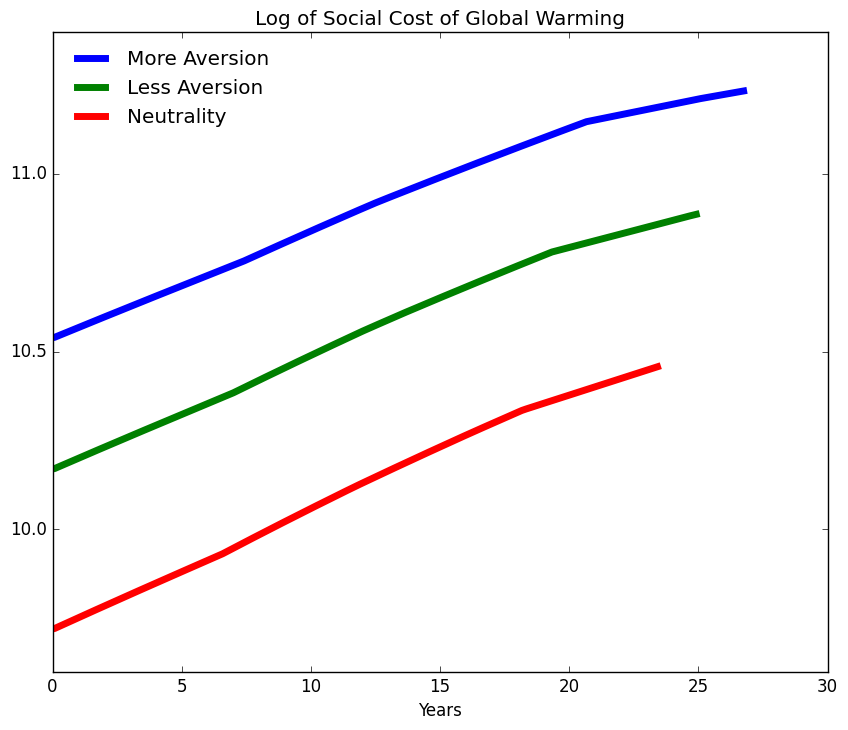 Log of Social Cost of Global Warming
More Aversion
Less Aversion
Neutrality
11.0
10.5
10.0
0 5 10 15 20 25 30
Years